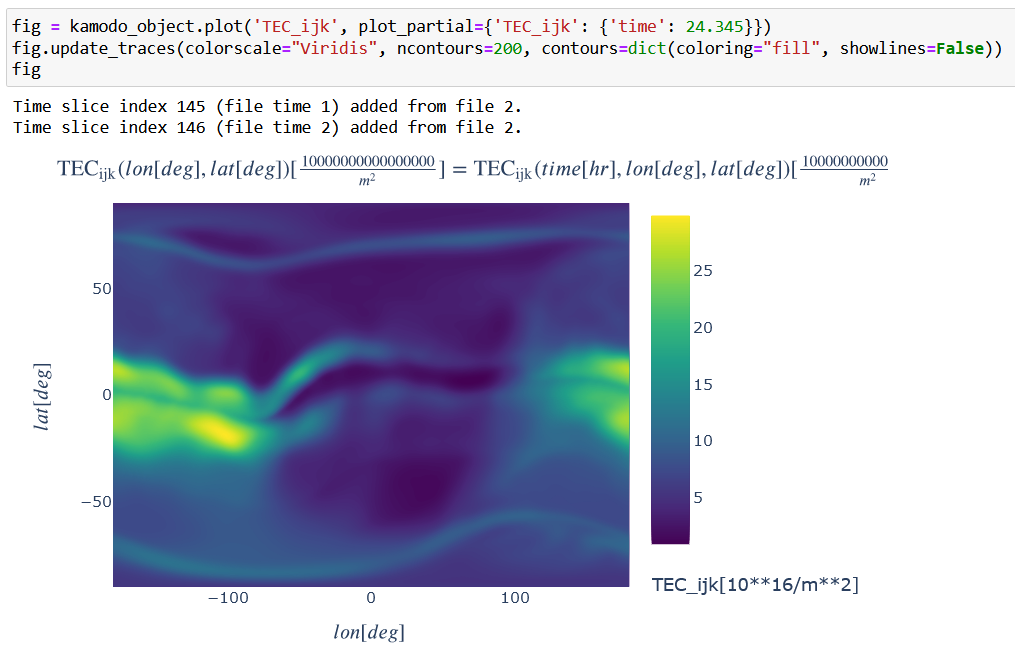 fig = kamodo_object.plot('TEC_ijk', plot_partial={'TEC_ijk': {'time': 24.345}})
fig.update_traces(colorscale="Viridis", ncontours=200, contours=dict(coloring="fill", showlines=False))
fig
Time slice index 145 (file time 1) added from file 2.
Time slice index 146 (file time 2) added from file 2.
TEC_ijk(lon[deg], lat[deg])[10000000000000000/m^2] = TEC_ijk(time[hr], lon[deg], lat[deg])[10000000000/m^2
50
0
−50
lat[deg]
−100 0 100
lon[deg]
25
20
15
10
5
TEC_ijk[10**16/m**2]